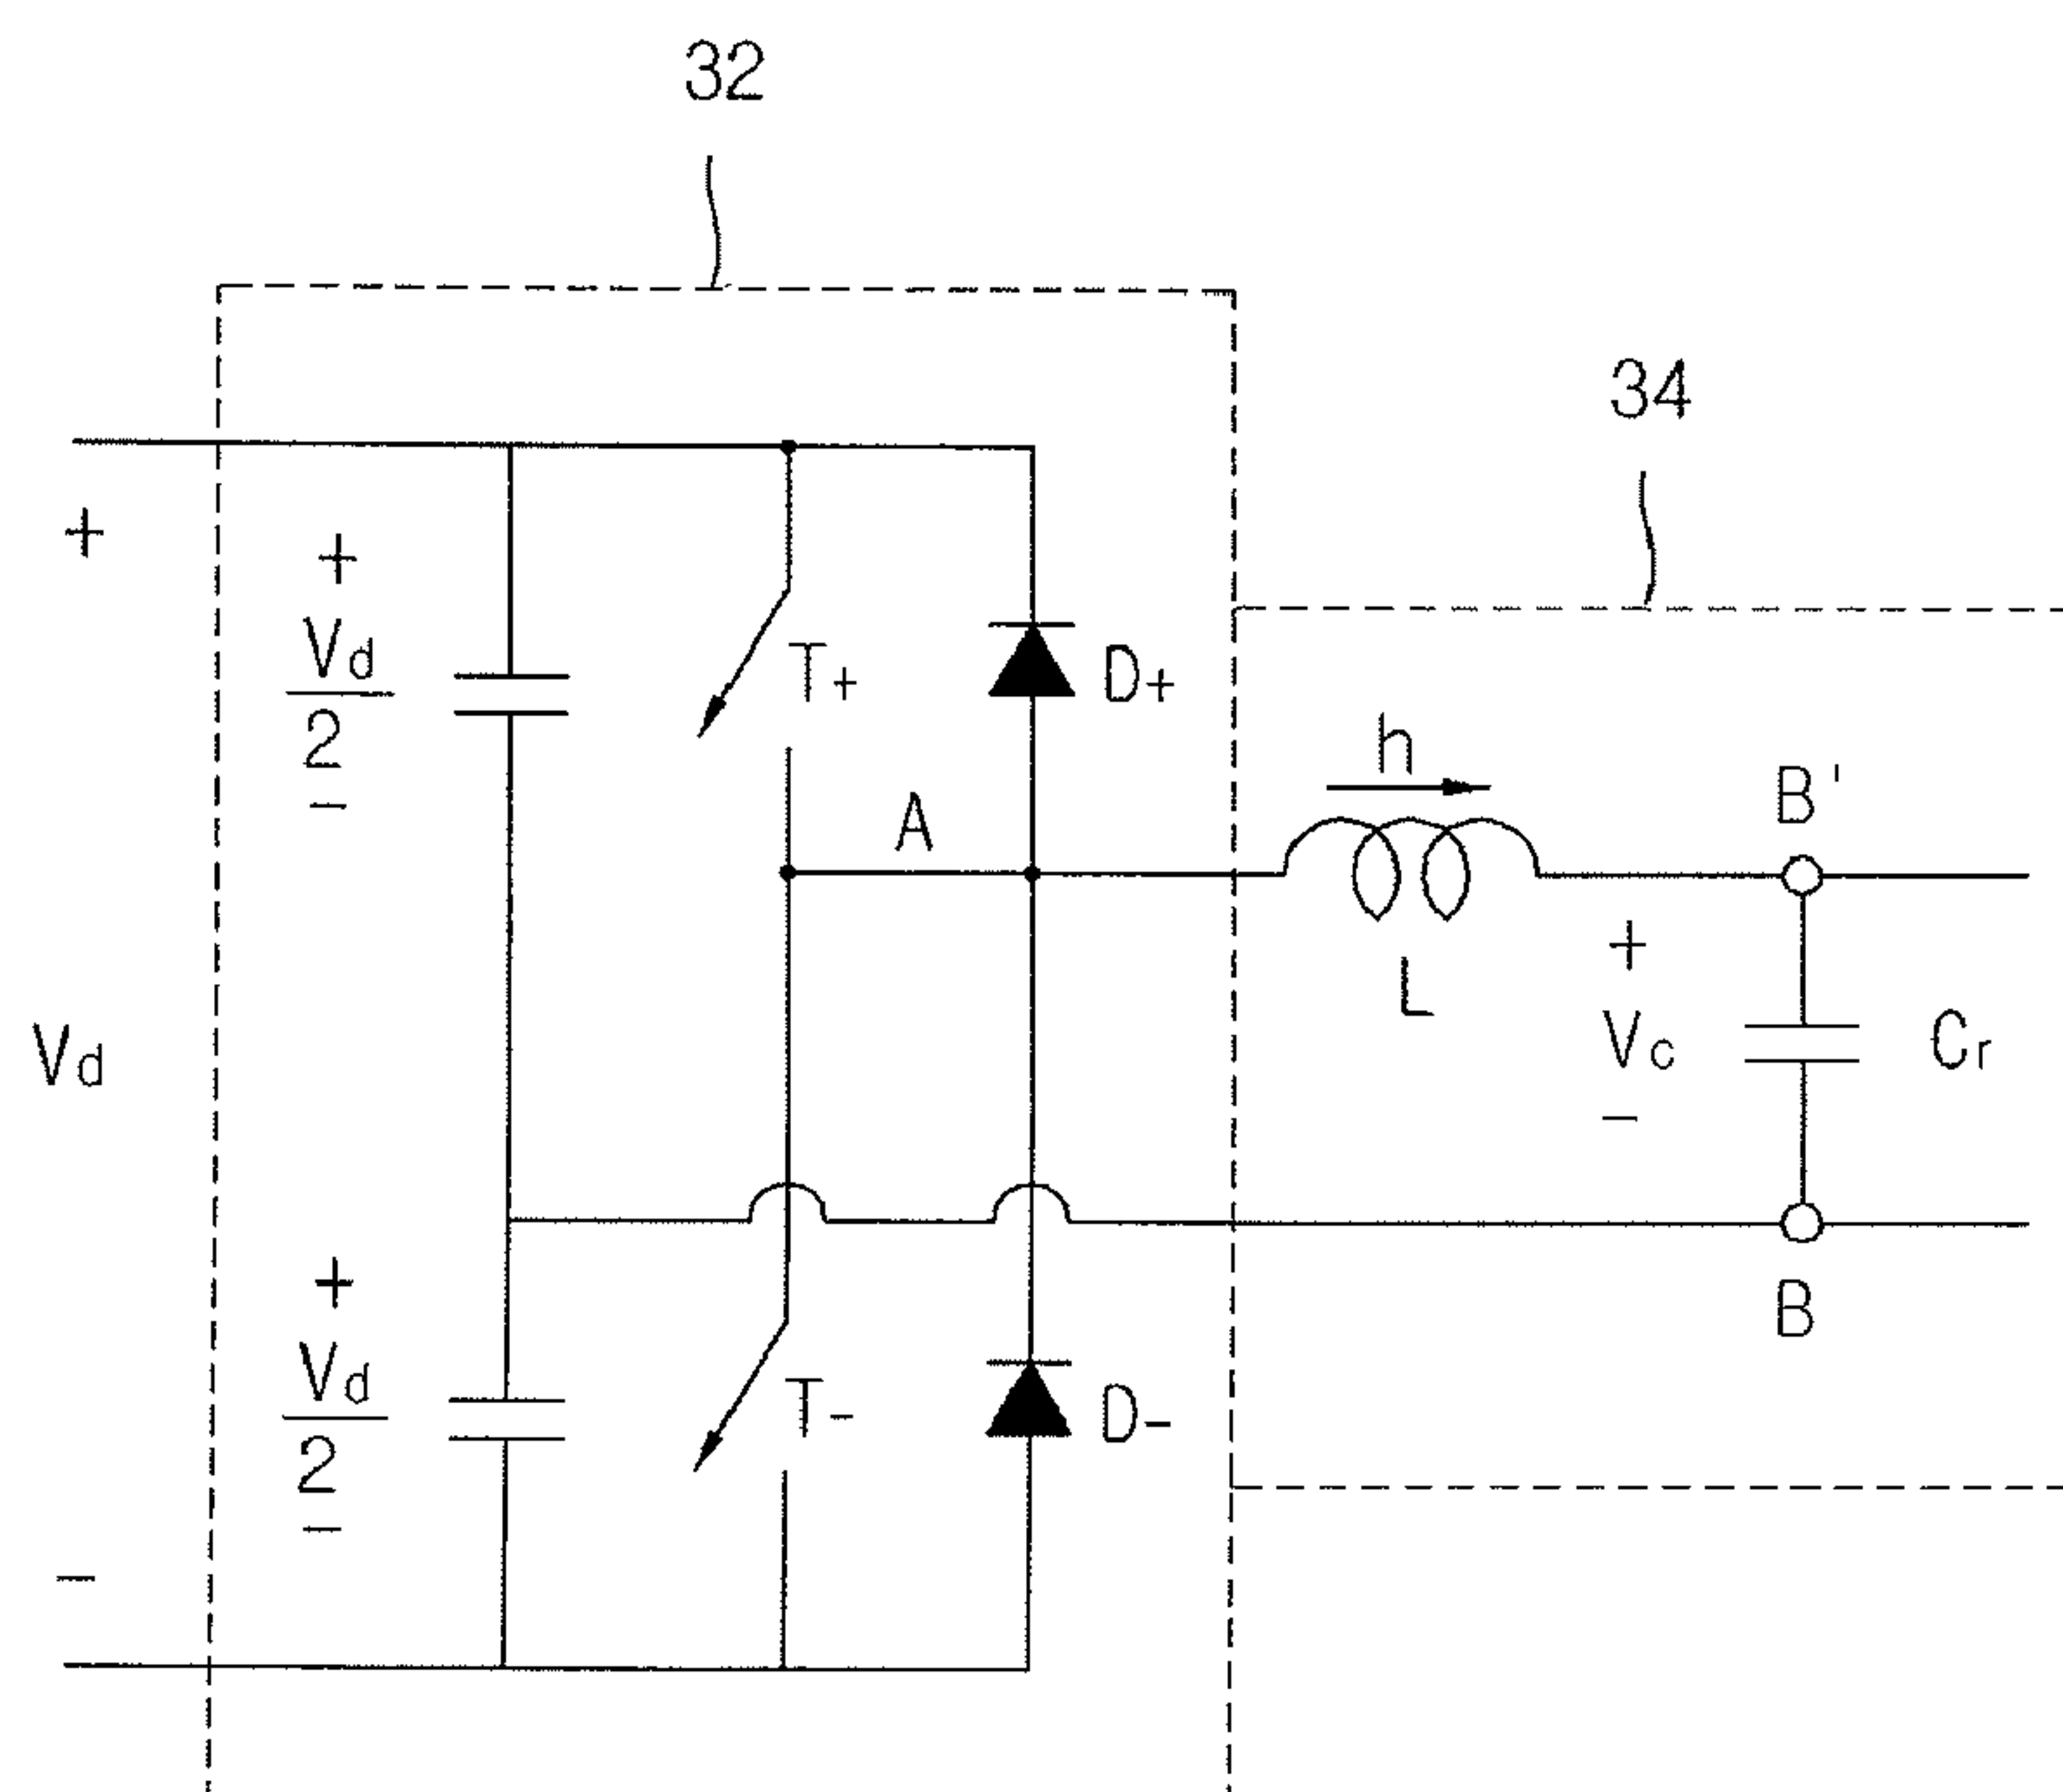 32
34
+
+
Vd
2
-
T+
D+
h
B'
A
L
+
Vc
-
Cr
Vd
+
Vd
2
-
T-
D-
B
-